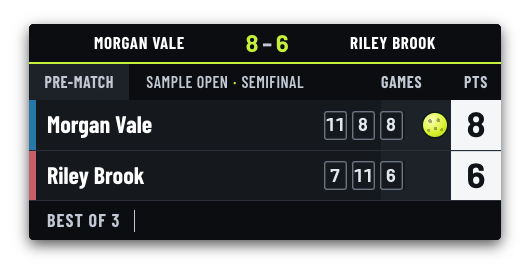 MORGAN VALE 8 – 6 RILEY BROOK
PRE-MATCH SAMPLE OPEN · SEMIFINAL GAMES PTS
Morgan Vale 11 8 8 8
Riley Brook 7 11 6 6
BEST OF 3